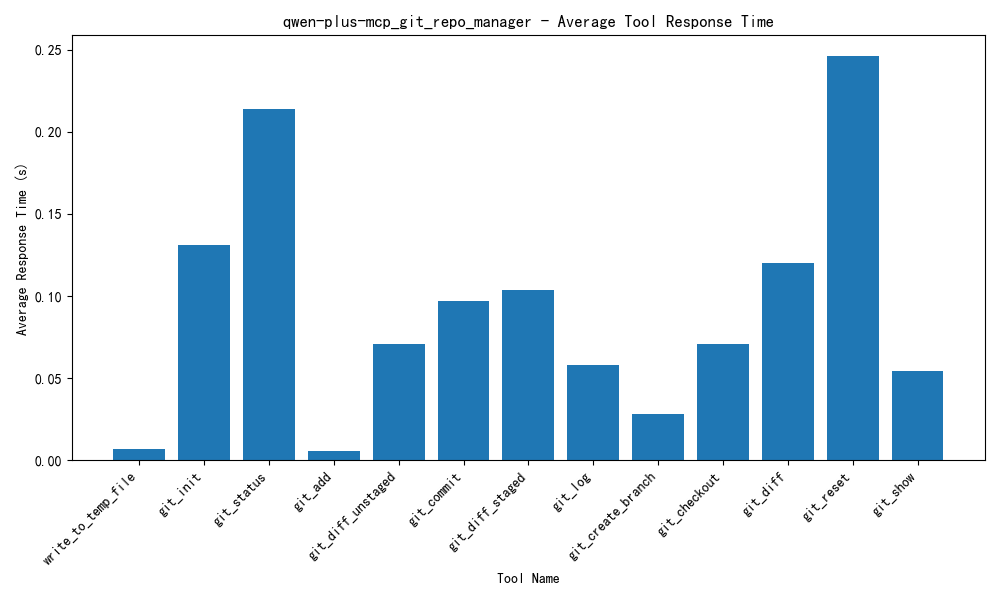 qwen-plus-mcp_git_repo_manager - Average Tool Response Time
Average Response Time (s)
0.25
0.20
0.15
0.10
0.05
0.00
write_to_temp_file
git_init
git_status
git_add
git_diff_unstaged
git_commit
git_diff_staged
git_log
git_create_branch
git_checkout
git_diff
git_reset
git_show
Tool Name